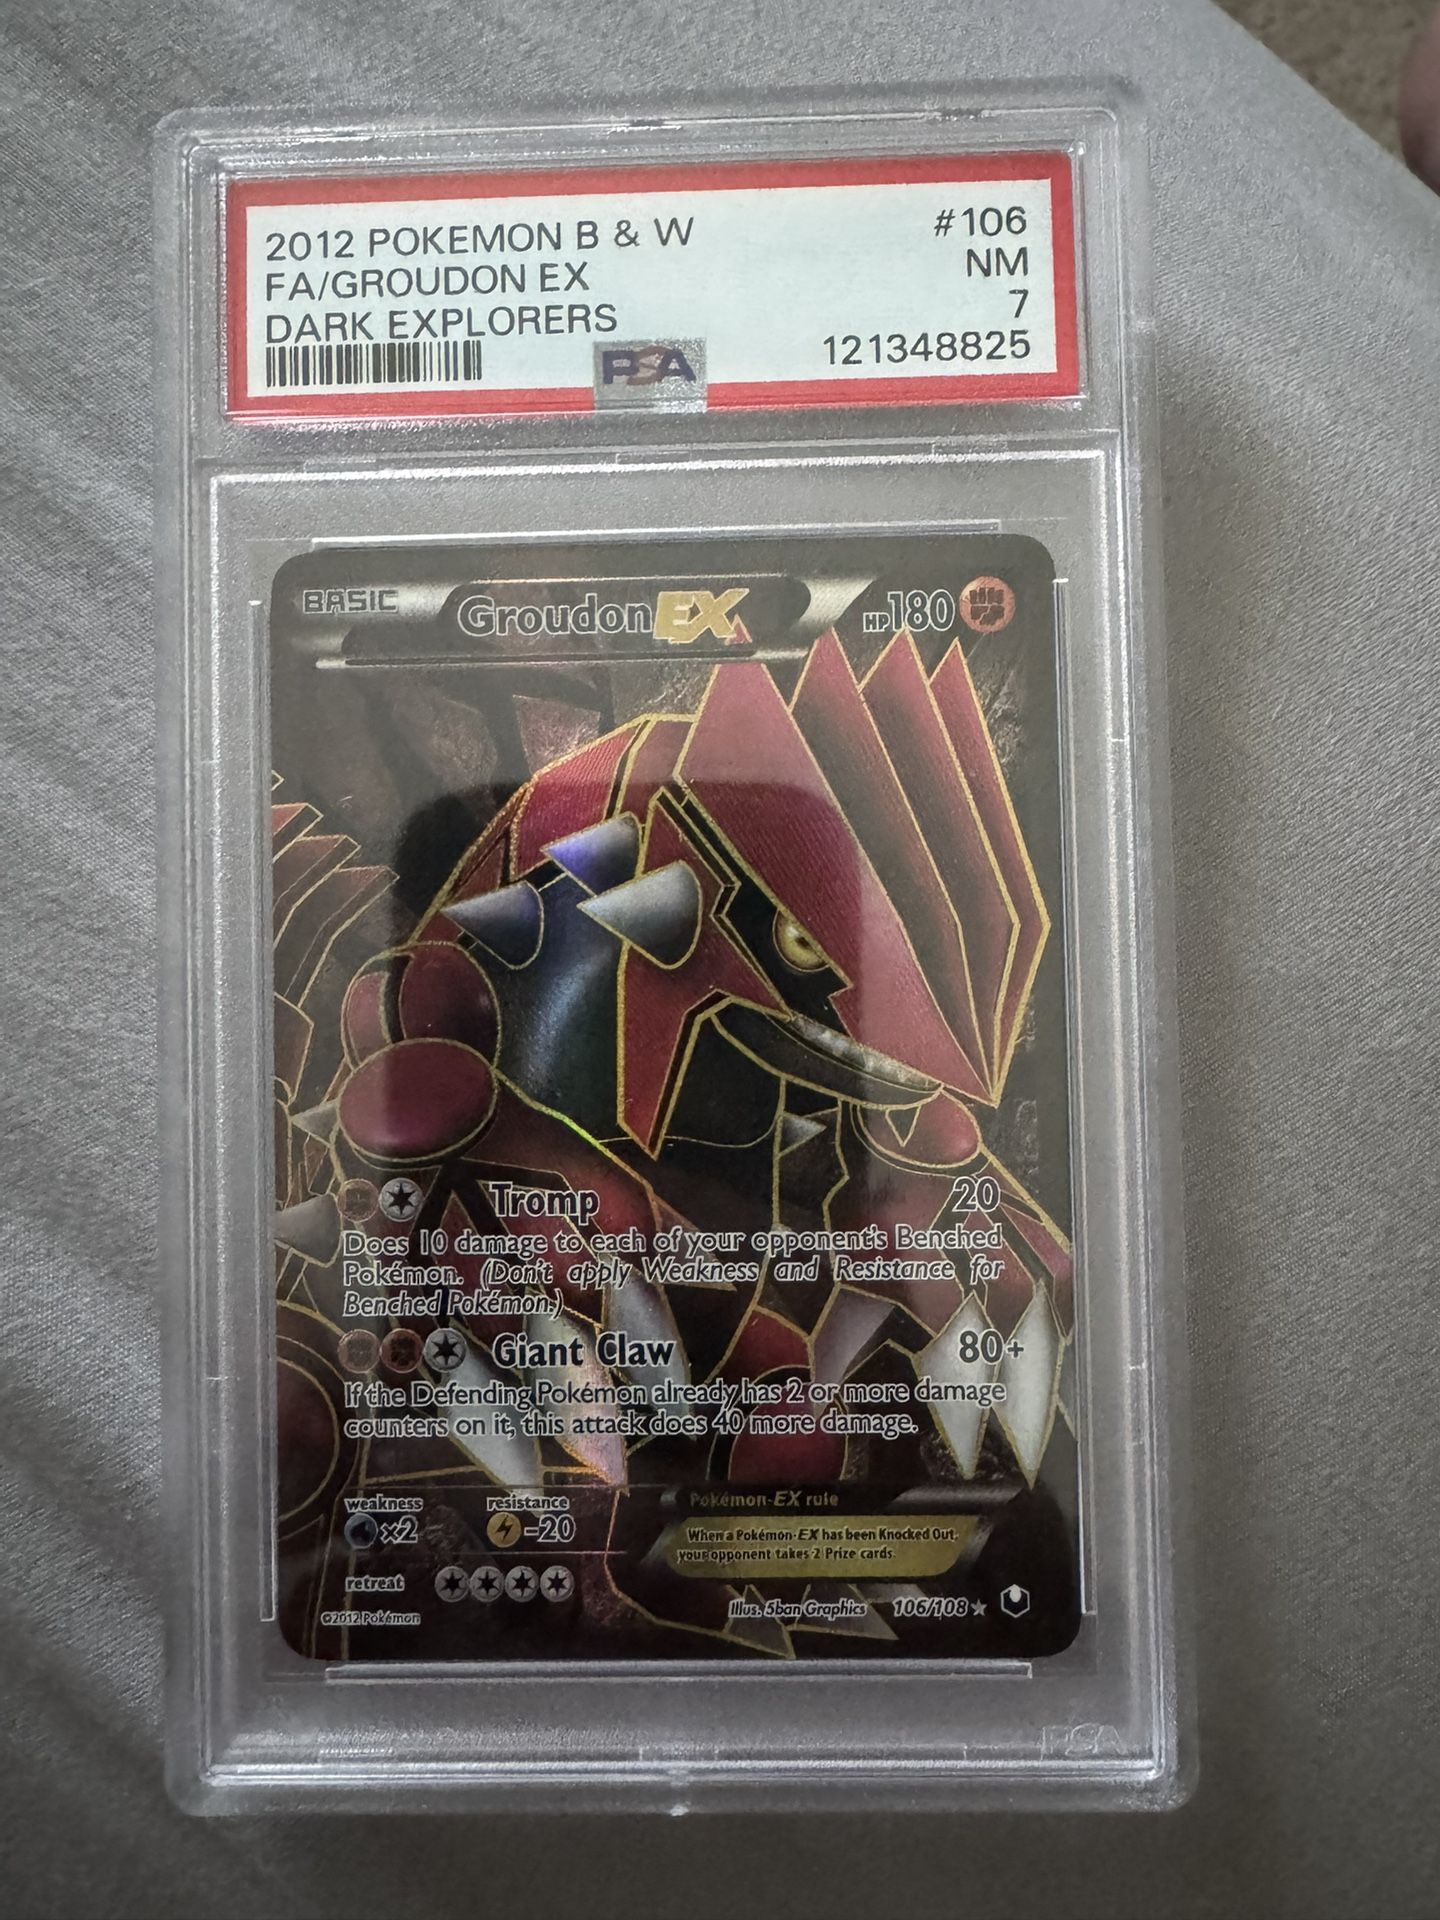 2012 POKEMON B & W #106
FA/GROUDON EX NM
DARK EXPLORERS 7
PSA 121348825
BASIC Groudon EX HP180
Tromp 20
Does 10 damage to each of your opponent's Benched
Pokémon. (Don't apply Weakness and Resistance for
Benched Pokémon.)
Giant Claw 80+
If the Defending Pokémon already has 2 or more damage
counters on it, this attack does 40 more damage.
weakness resistance
×2 -20
retreat
Pokémon-EX rule
When a Pokémon-EX has been Knocked Out,
your opponent takes 2 Prize cards.
©2012 Pokémon Illus. 5ban Graphics 106/108
PSA